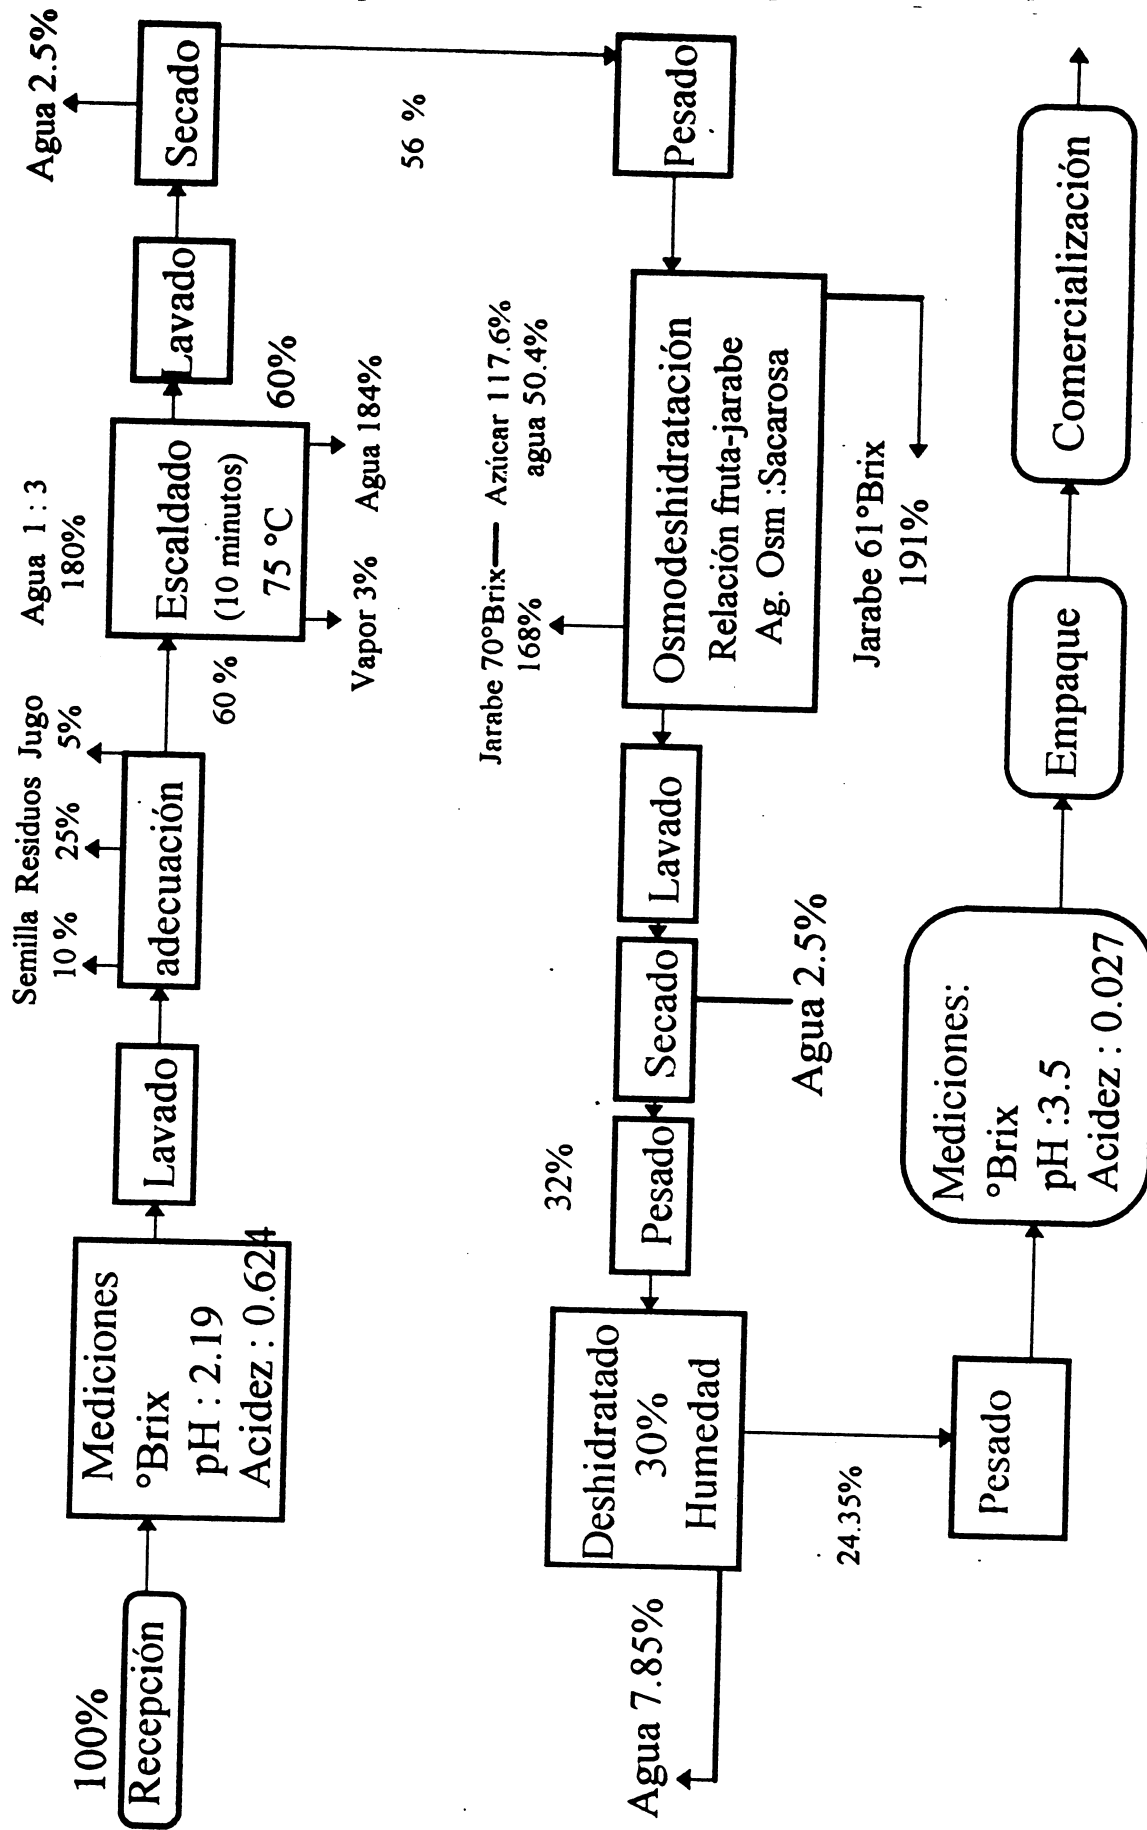 100%
Recepción
Mediciones
°Brix
pH : 2.19
Acidez : 0.624
Lavado
Semilla Residuos Jugo
10% 25% 5%
adecuación
60%
Agua 1 : 3
180%
Escaldado
(10 minutos)
75 °C
Vapor 3% Agua 184%
60%
Lavado
Agua 2.5%
Secado
56 %
Pesado
Jarabe 70°Brix— Azúcar 117.6%
168% agua 50.4%
Osmodeshidratación
Relación fruta-jarabe
Ag. Osm :Sacarosa
Jarabe 61°Brix
191%
Lavado
Secado
Agua 2.5%
32%
Pesado
Deshidratado
30%
Humedad
Agua 7.85%
24.35%
Pesado
Mediciones:
°Brix
pH :3.5
Acidez : 0.027
Empaque
Comercialización